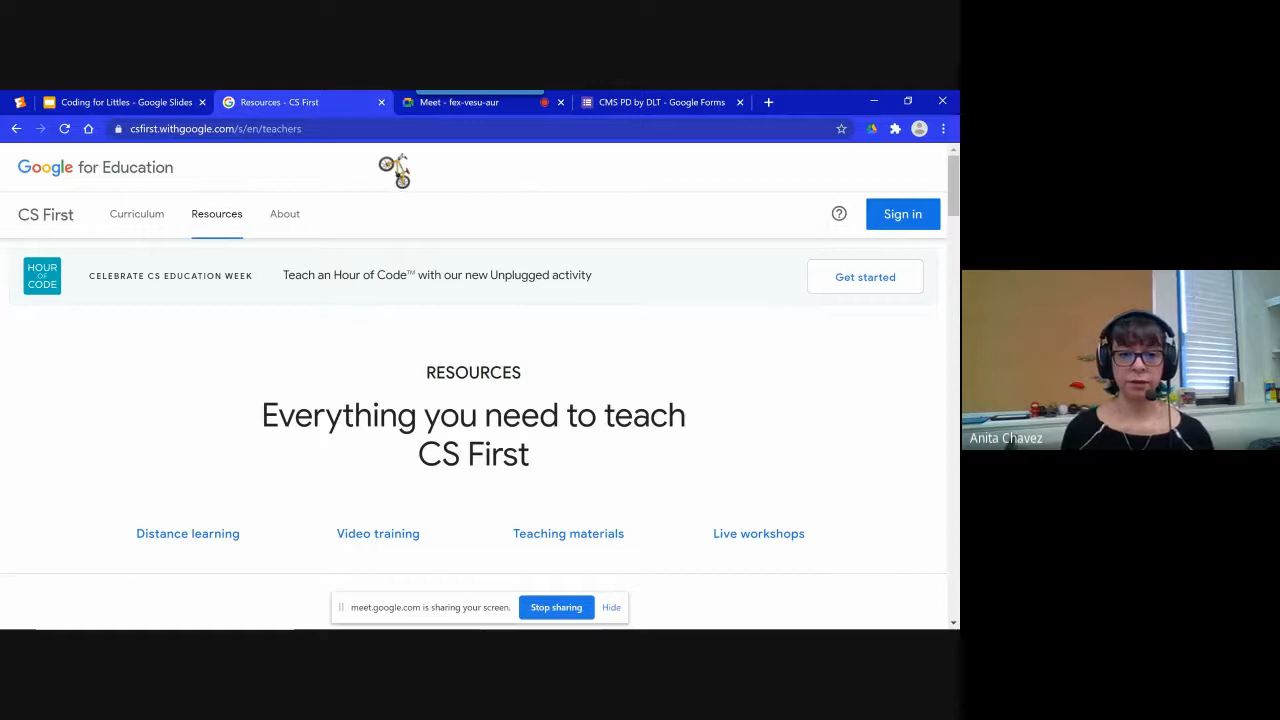 Coding for Littles - Google Slides
Resources - CS First
Meet - fex-vesu-aur
CMS PD by DLT - Google Forms
csfirst.withgoogle.com/s/en/teachers
Google for Education
CS First
Curriculum
Resources
About
Sign in
HOUR
OF
CODE
CELEBRATE CS EDUCATION WEEK
Teach an Hour of Code™ with our new Unplugged activity
Get started
RESOURCES
Everything you need to teach
CS First
Distance learning
Video training
Teaching materials
Live workshops
meet.google.com is sharing your screen.
Stop sharing
Hide
Anita Chavez